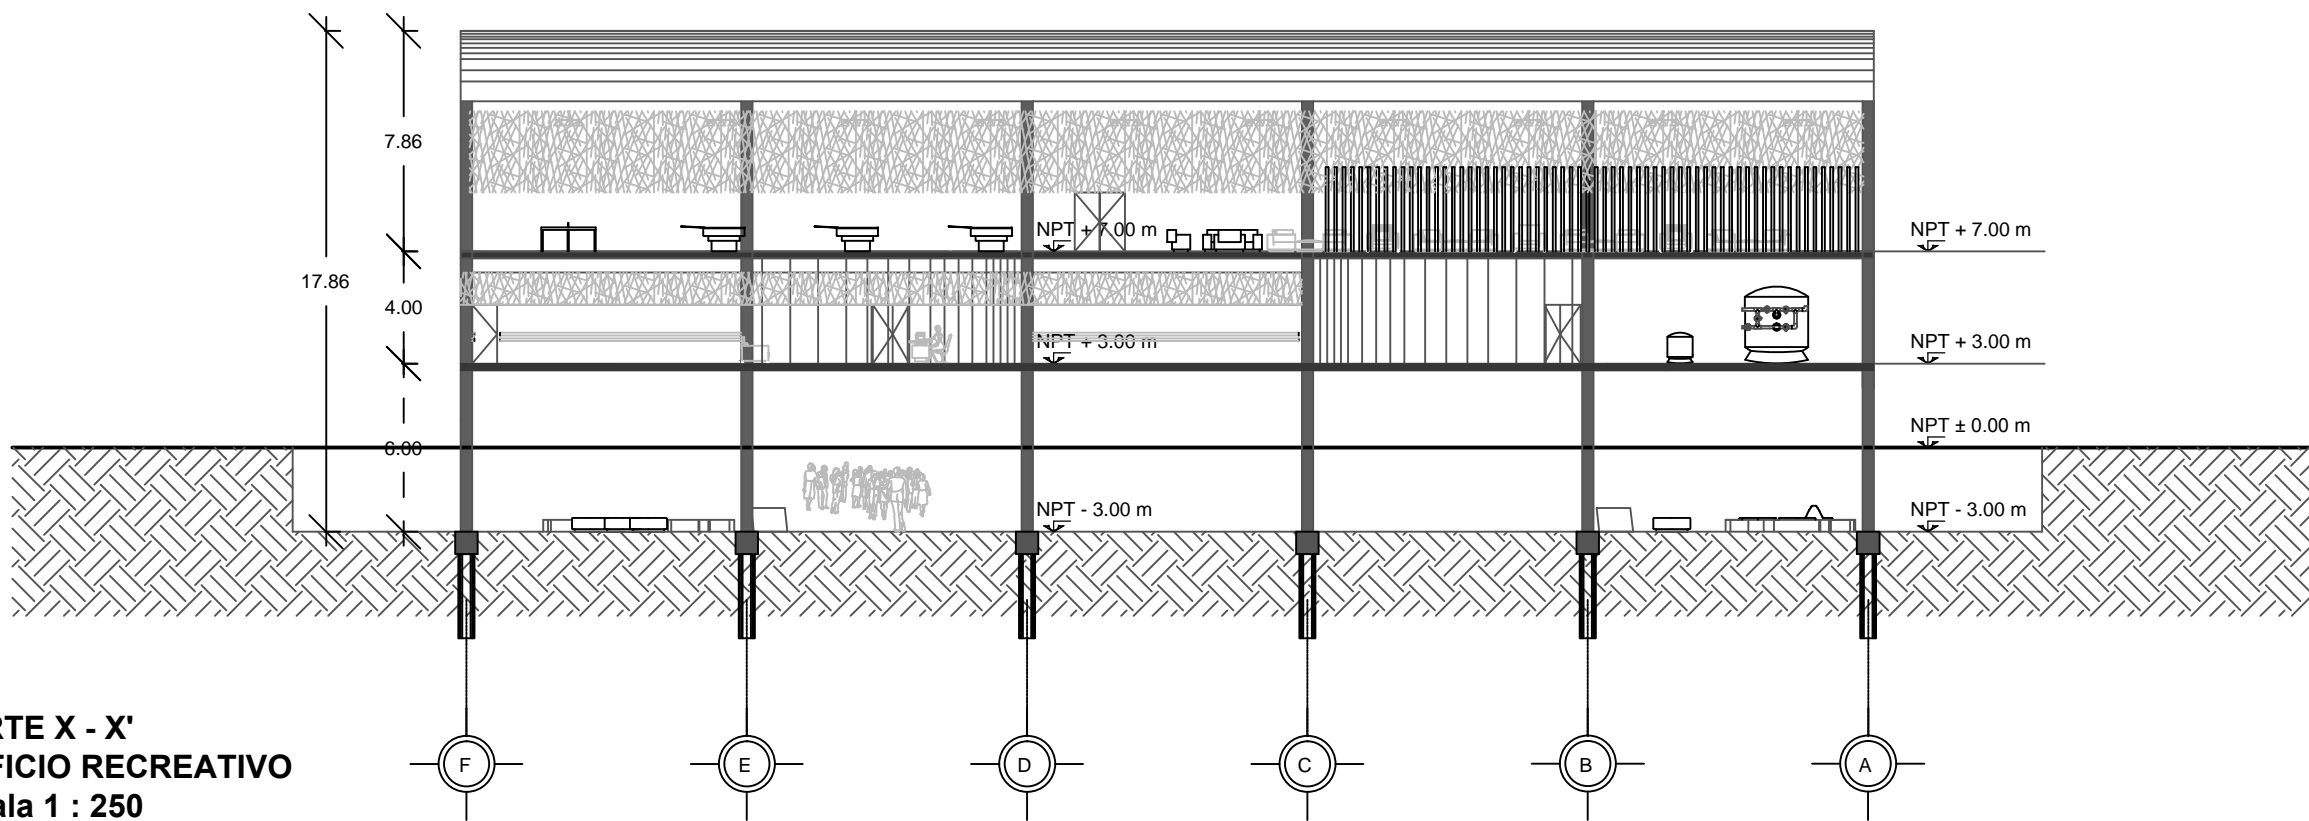 7.86
17.86
4.00
6.00
NPT + 7.00 m
NPT + 7.00 m
NPT + 3.00 m
NPT + 3.00 m
NPT ± 0.00 m
NPT - 3.00 m
NPT - 3.00 m
RTE X - X'
FICIO RECREATIVO
ala 1 : 250
F
E
D
C
B
A